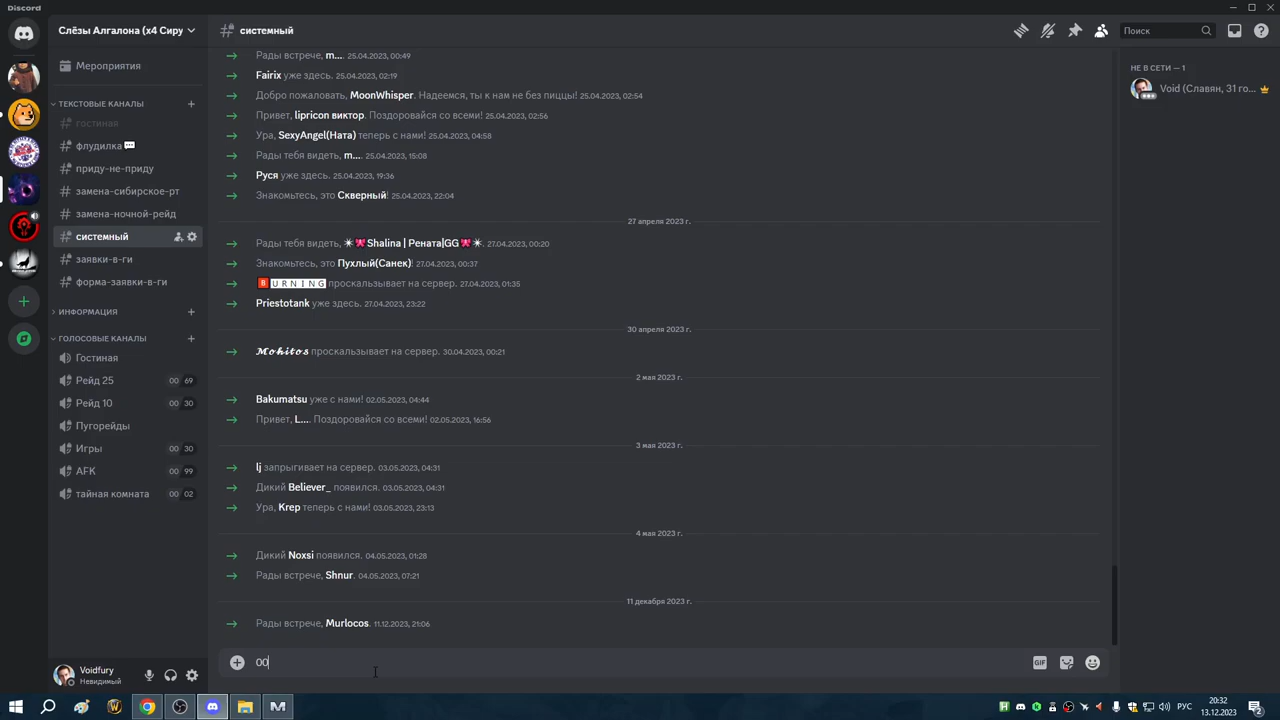 Discord
Слёзы Алгалона (x4 Сиру
Мероприятия
ТЕКСТОВЫЕ КАНАЛЫ
гостиная
флудилка
приду-не-приду
замена-сибирское-рт
замена-ночной-рейд
системный
заявки-в-ги
форма-заявки-в-ги
ИНФОРМАЦИЯ
ГОЛОСОВЫЕ КАНАЛЫ
Гостиная
Рейд 25 00 69
Рейд 10 00 30
Пугорейды
Игры 00 30
AFK 00 99
тайная комната 00 02
Voidfury
Невидимый
системный
Поиск
Рады встрече, m... 25.04.2023, 00:49
Fairix уже здесь. 25.04.2023, 02:19
Добро пожаловать, MoonWhisper. Надеемся, ты к нам не без пиццы! 25.04.2023, 02:54
Привет, lipricon виктор. Поздоровайся со всеми! 25.04.2023, 02:56
Ура, SexyAngel(Ната) теперь с нами! 25.04.2023, 04:58
Рады тебя видеть, m.... 25.04.2023, 15:08
Руся уже здесь. 25.04.2023, 19:36
Знакомьтесь, это Скверный! 25.04.2023, 22:04
27 апреля 2023 г.
Рады тебя видеть, Shalina | Рената|GG. 27.04.2023, 00:20
Знакомьтесь, это Пухлый(Санек)! 27.04.2023, 00:37
BURNING проскальзывает на сервер. 27.04.2023, 01:35
Priestotank уже здесь. 27.04.2023, 23:22
30 апреля 2023 г.
𝓜𝓸𝓱𝓲𝓽𝓸𝓼 проскальзывает на сервер. 30.04.2023, 00:21
2 мая 2023 г.
Bakumatsu уже с нами! 02.05.2023, 04:44
Привет, L.... Поздоровайся со всеми! 02.05.2023, 16:56
3 мая 2023 г.
lj запрыгивает на сервер. 03.05.2023, 04:31
Дикий Believer_ появился. 03.05.2023, 04:31
Ура, Krep теперь с нами! 03.05.2023, 23:13
4 мая 2023 г.
Дикий Noxsi появился. 04.05.2023, 01:28
Рады встрече, Shnur. 04.05.2023, 07:21
11 декабря 2023 г.
Рады встрече, Murlocos. 11.12.2023, 21:06
00
GIF
НЕ В СЕТИ — 1
Void (Славян, 31 го...
РУС
20:32
13.12.2023